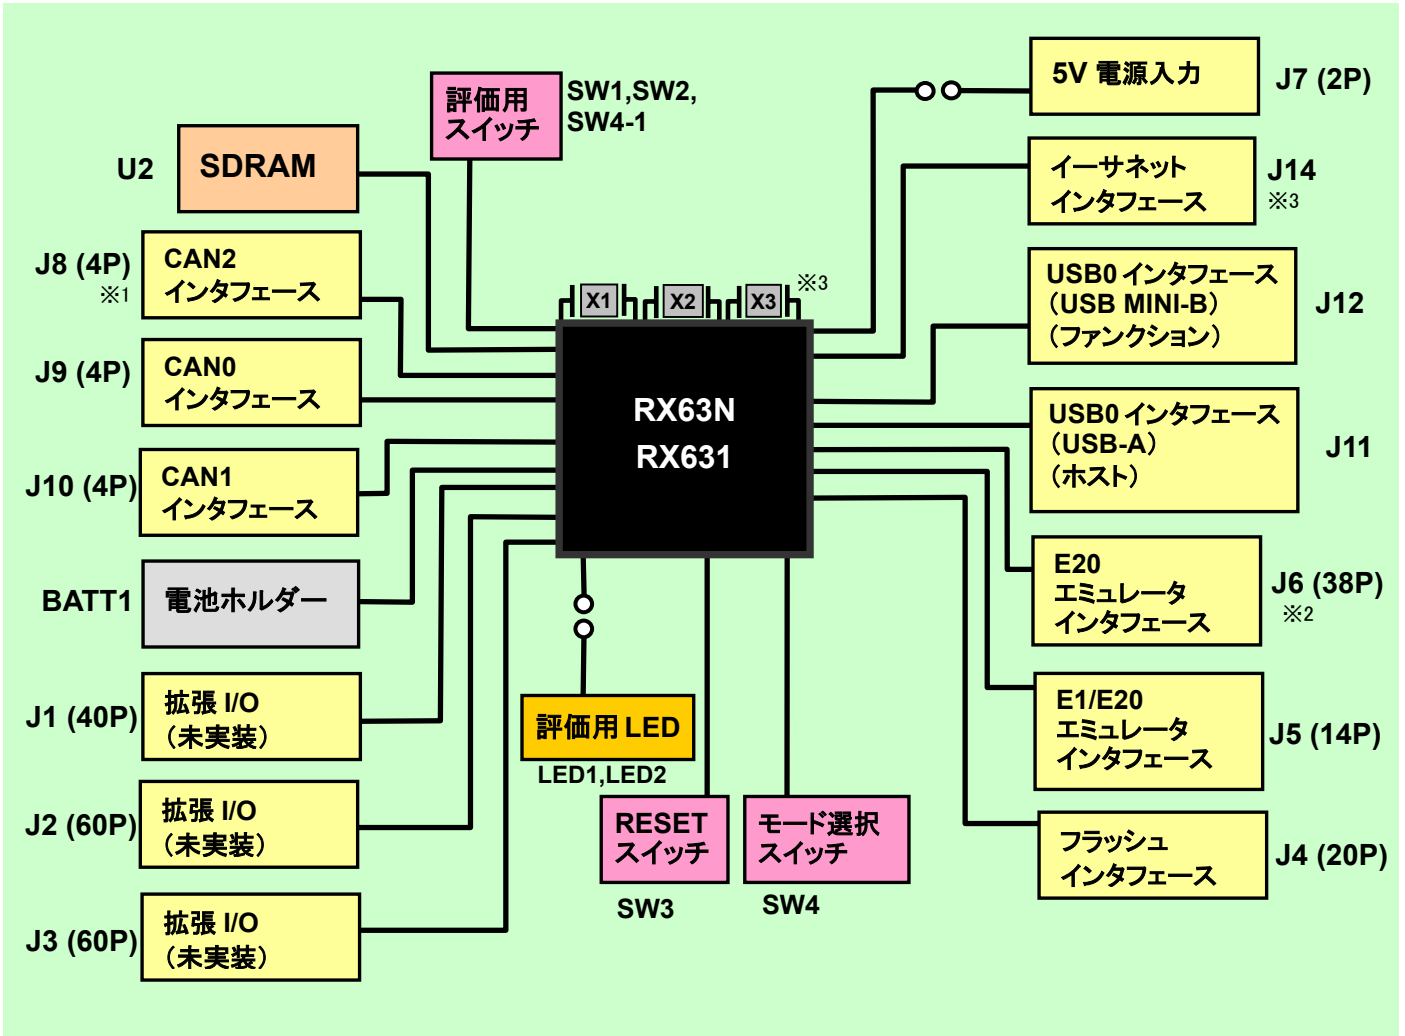 評価用
スイッチ
SW1,SW2,
SW4-1
U2
SDRAM
J8 (4P)
※1
CAN2
インタフェース
J9 (4P)
CAN0
インタフェース
J10 (4P)
CAN1
インタフェース
BATT1
電池ホルダー
J1 (40P)
拡張 I/O
（未実装）
J2 (60P)
拡張 I/O
（未実装）
J3 (60P)
拡張 I/O
（未実装）
X1
X2
X3
※3
RX63N
RX631
評価用 LED
LED1,LED2
RESET
スイッチ
SW3
モード選択
スイッチ
SW4
5V 電源入力
J7 (2P)
イーサネット
インタフェース
J14
※3
USB0 インタフェース
（USB MINI-B）
（ファンクション）
J12
USB0 インタフェース
（USB-A）
（ホスト）
J11
E20
エミュレータ
インタフェース
J6 (38P)
※2
E1/E20
エミュレータ
インタフェース
J5 (14P)
フラッシュ
インタフェース
J4 (20P)